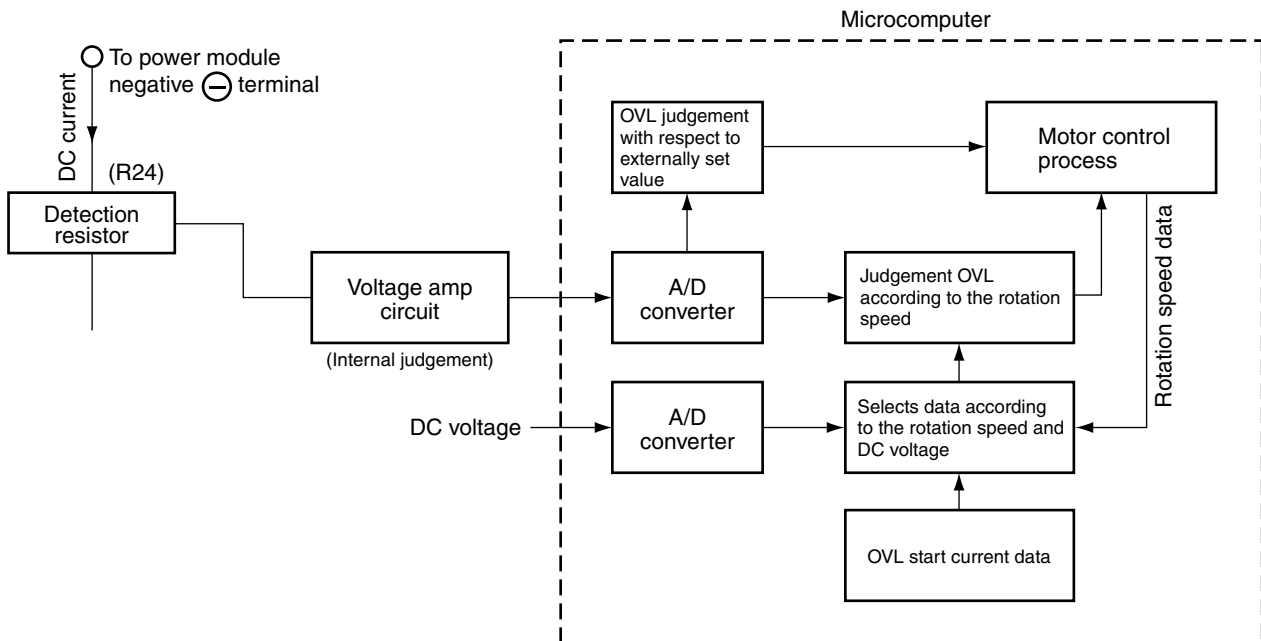 Microcomputer
To power module
negative ⊖ terminal
DC current
(R24)
Detection
resistor
Voltage amp
circuit
(Internal judgement)
OVL judgement
with respect to
externally set
value
Motor control
process
A/D
converter
Judgement OVL
according to the rotation
speed
Rotation speed data
DC voltage
A/D
converter
Selects data according
to the rotation speed and
DC voltage
OVL start current data